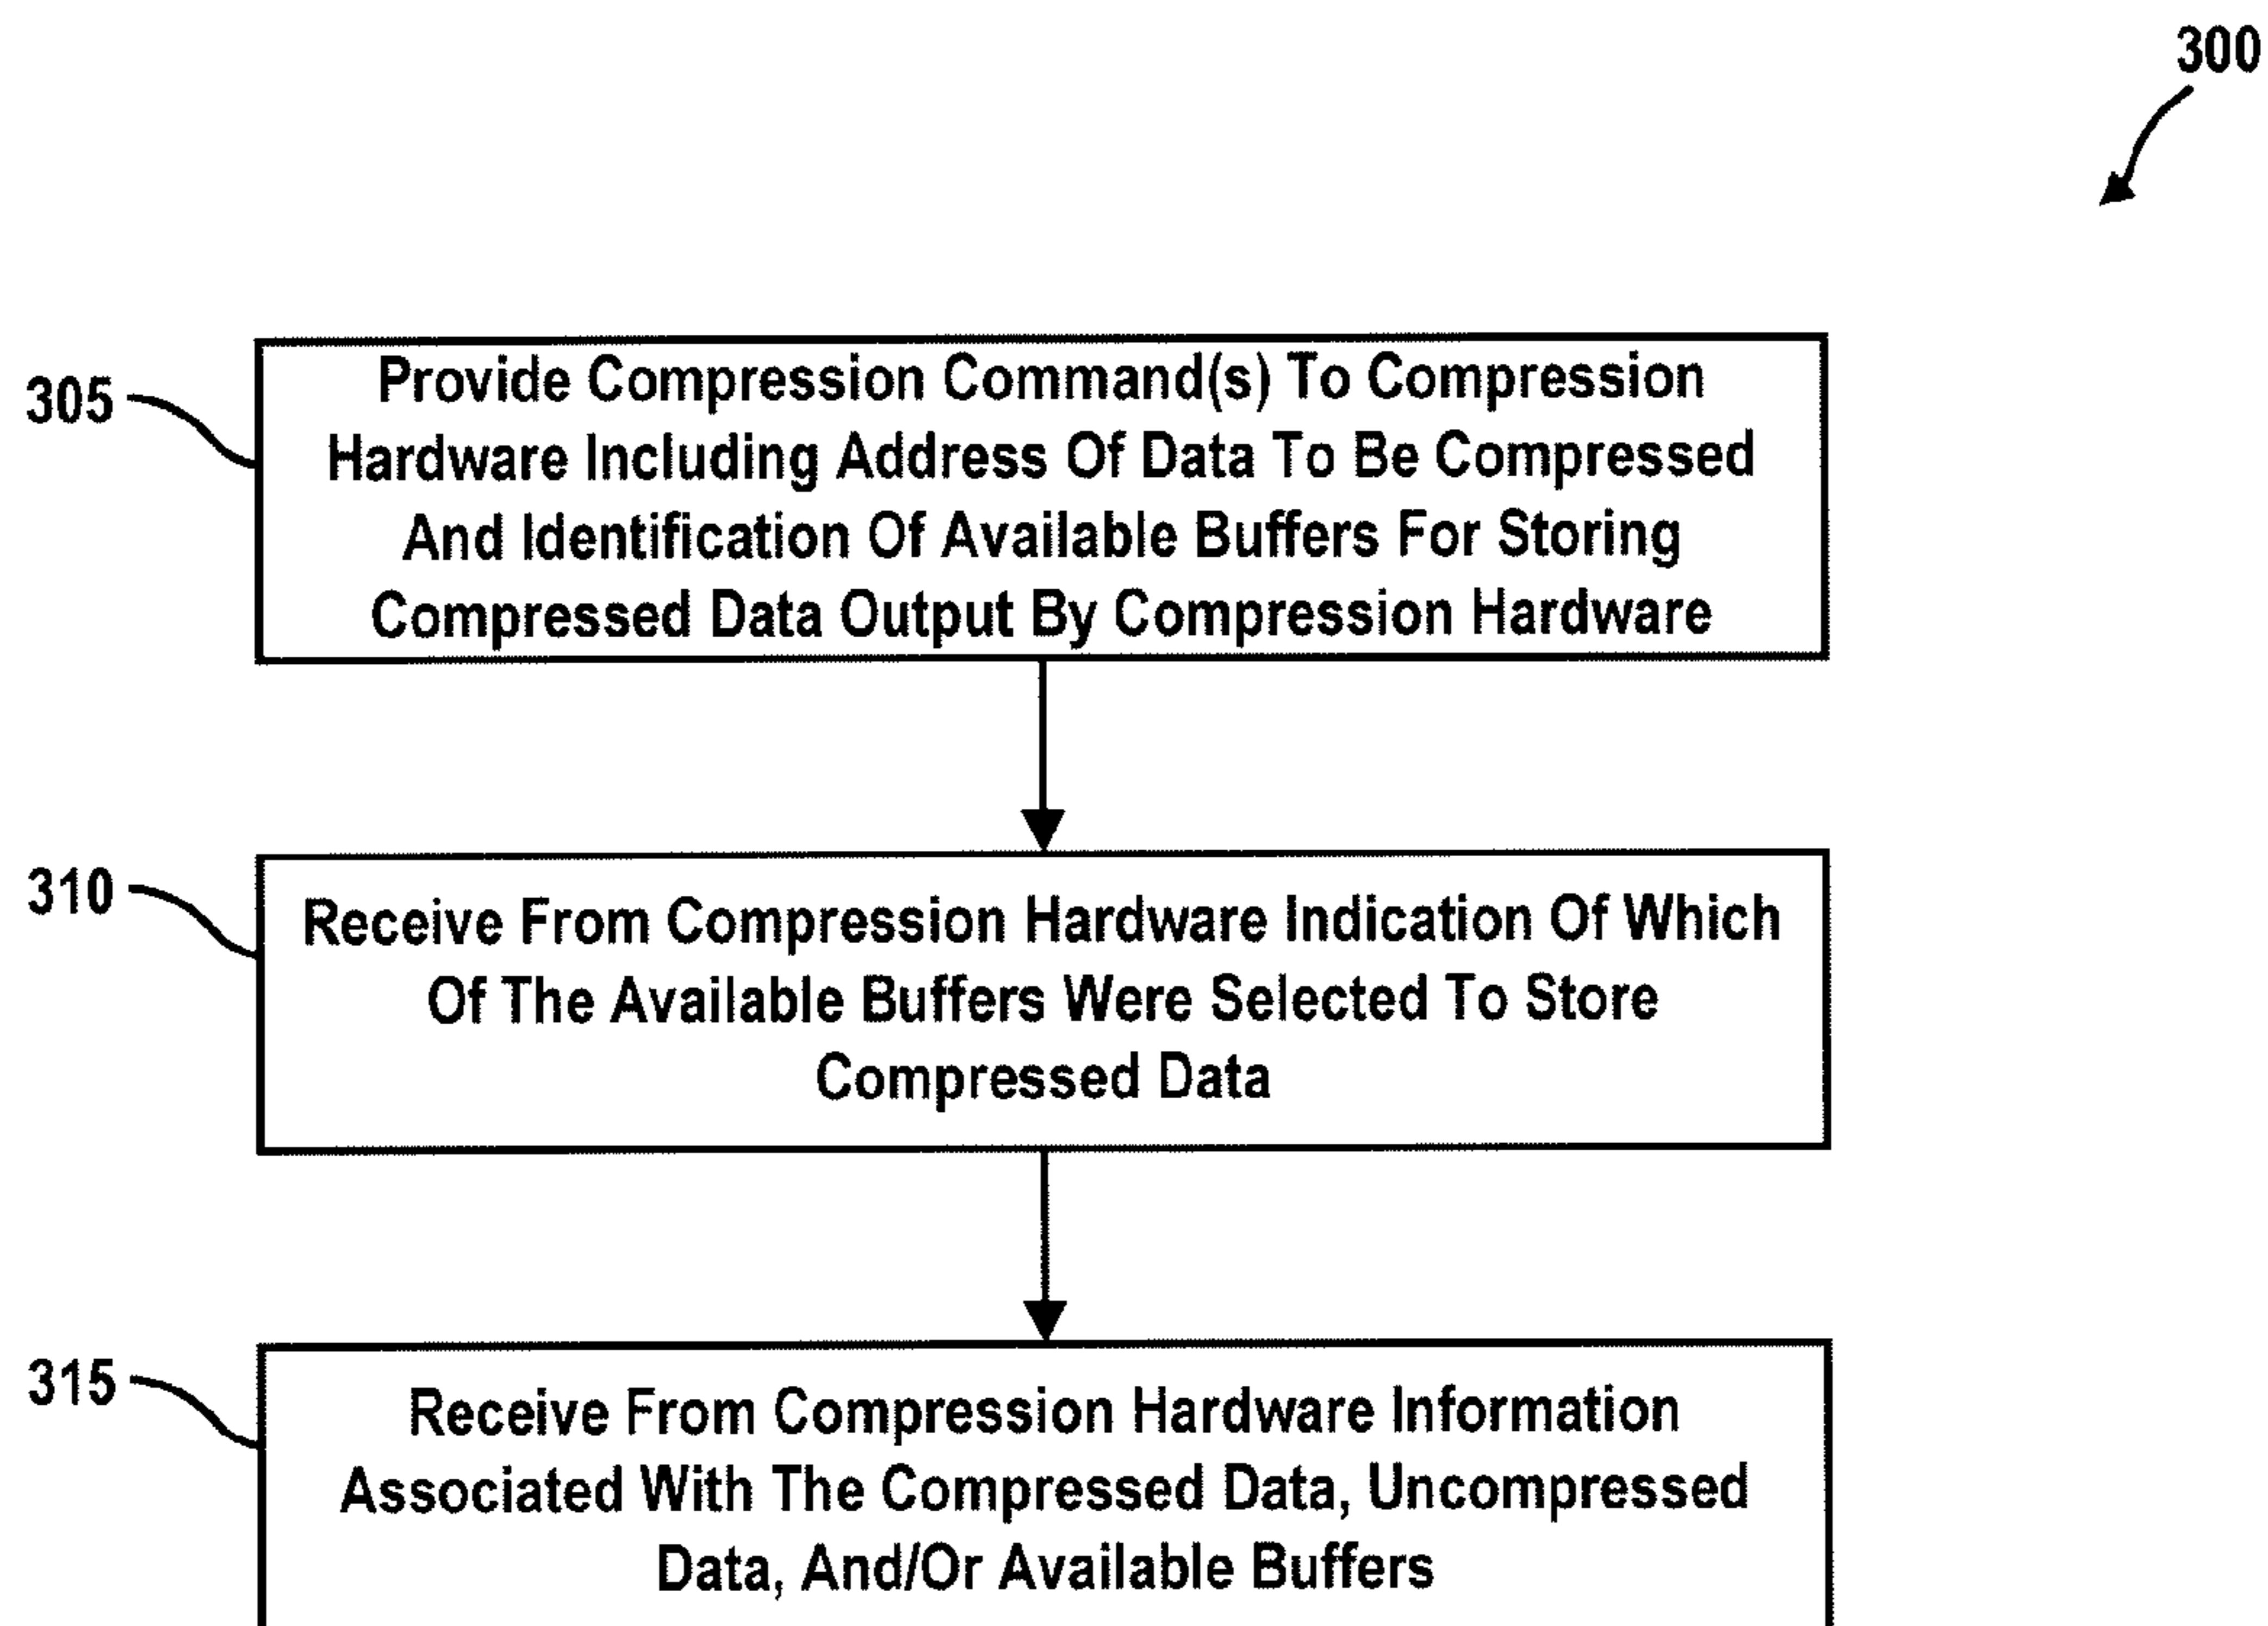 300
305
Provide Compression Command(s) To Compression
Hardware Including Address Of Data To Be Compressed
And Identification Of Available Buffers For Storing
Compressed Data Output By Compression Hardware
310
Receive From Compression Hardware Indication Of Which
Of The Available Buffers Were Selected To Store
Compressed Data
315
Receive From Compression Hardware Information
Associated With The Compressed Data, Uncompressed
Data, And/Or Available Buffers